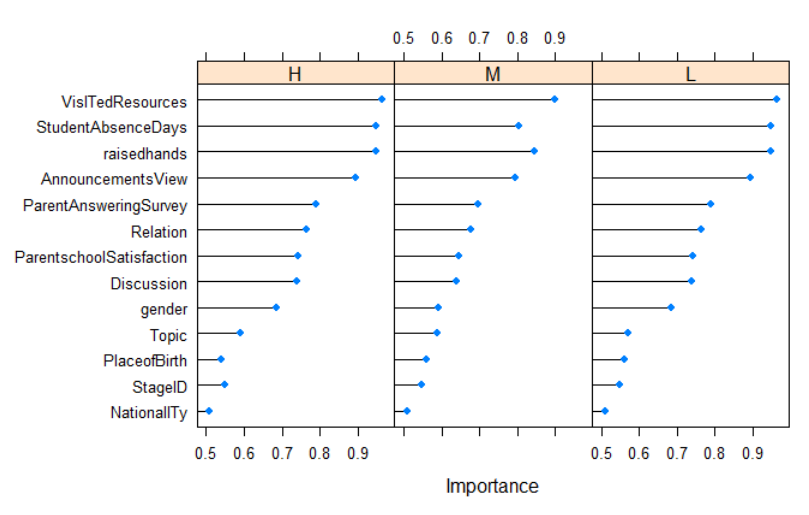 0.5 0.6 0.7 0.8 0.9
H M L
VisITedResources
StudentAbsenceDays
raisedhands
AnnouncementsView
ParentAnsweringSurvey
Relation
ParentschoolSatisfaction
Discussion
gender
Topic
PlaceofBirth
StageID
NationalITy
0.5 0.6 0.7 0.8 0.9 0.5 0.6 0.7 0.8 0.9
Importance